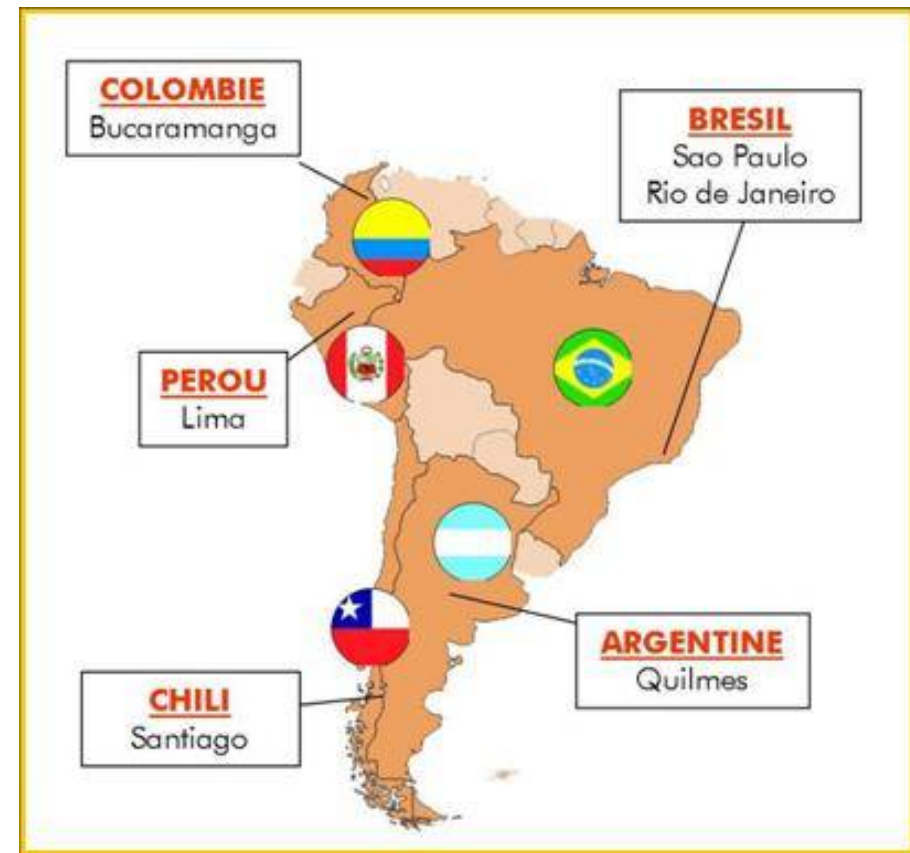 COLOMBIE
Bucaramanga
BRESIL
Sao Paulo
Rio de Janeiro
PEROU
Lima
ARGENTINE
Quilmes
CHILI
Santiago